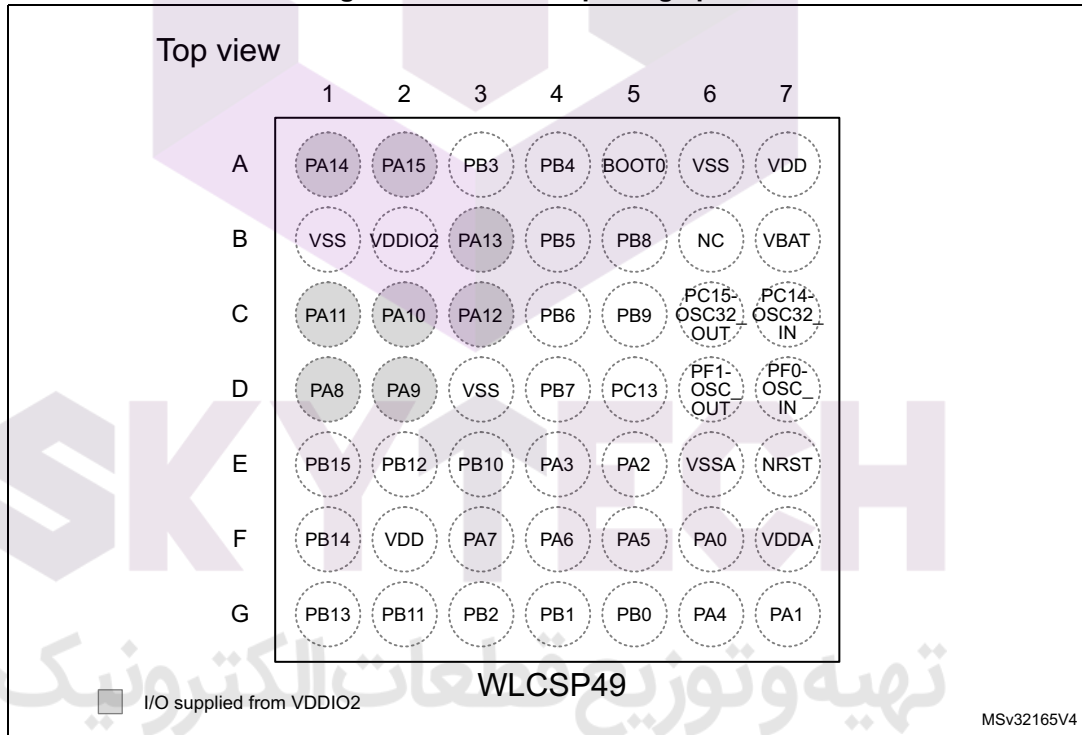 Top view
1 2 3 4 5 6 7
A PA14 PA15 PB3 PB4 BOOT0 VSS VDD
B VSS VDDIO2 PA13 PB5 PB8 NC VBAT
C PA11 PA10 PA12 PB6 PB9 PC15-OSC32_OUT PC14-OSC32_IN
D PA8 PA9 VSS PB7 PC13 PF1-OSC_OUT PF0-OSC_IN
E PB15 PB12 PB10 PA3 PA2 VSSA NRST
F PB14 VDD PA7 PA6 PA5 PA0 VDDA
G PB13 PB11 PB2 PB1 PB0 PA4 PA1
SKYTECH
تهیه و توزیع قطعات الکترونیک
WLCSP49
I/O supplied from VDDIO2
MSv32165V4